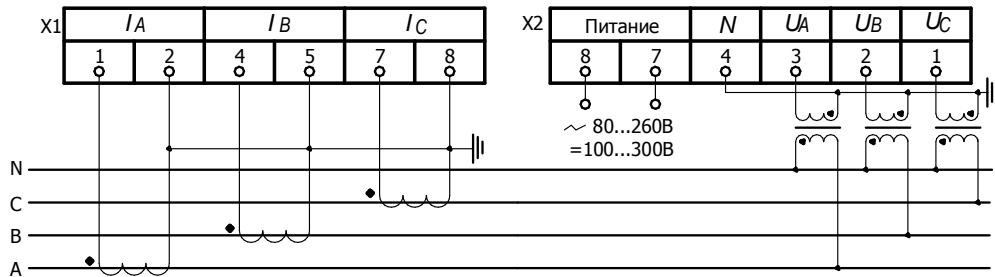 X1 IA IB IC X2 Питание N UA UB UC
1 2 4 5 7 8 8 7 4 3 2 1
~ 80...260В
=100...300В
N
C
B
A